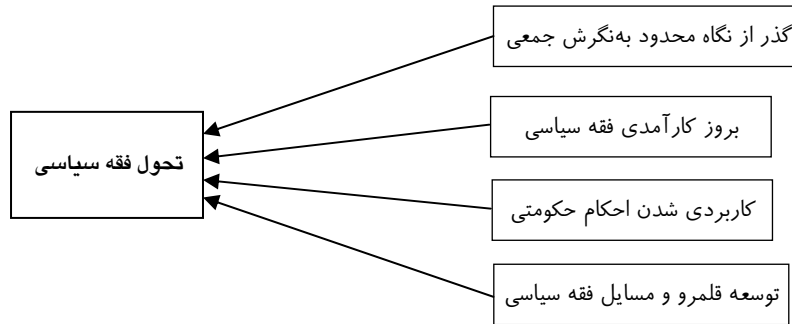 گذر از نگاه محدود به‌نگرش جمعی
بروز کارآمدی فقه سیاسی
تحول فقه سیاسی
کاربردی شدن احکام حکومتی
توسعه قلمرو و مسایل فقه سیاسی